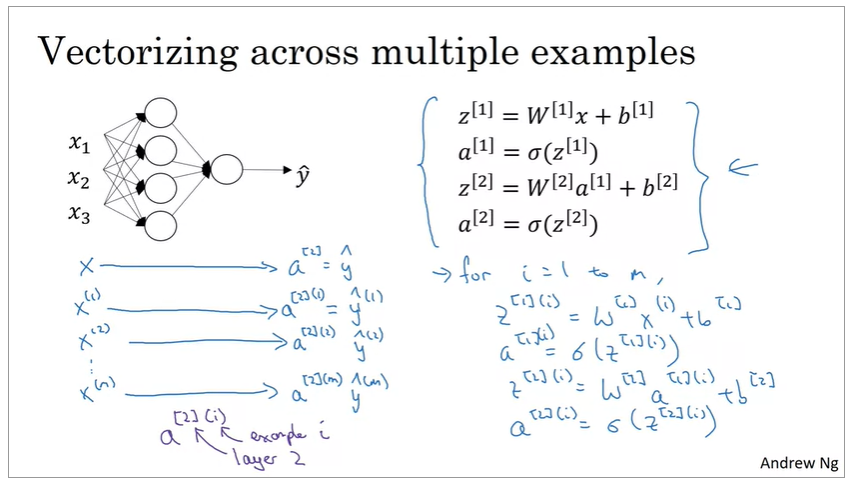 Vectorizing across multiple examples
x₁
x₂
x₃
ŷ
z^[1] = W^[1]x + b^[1]
a^[1] = σ(z^[1])
z^[2] = W^[2]a^[1] + b^[2]
a^[2] = σ(z^[2])
x → a^[2] = ŷ
x^(1) → a^[2](1) = ŷ^(1)
x^(2) → a^[2](2) ŷ^(2)
⋮
x^(m) → a^[2](m) ŷ^(m)
a^[2](i)
example i
layer 2
→ for i = 1 to m,
z^[1](i) = W^[1] x^(i) + b^[1]
a^[1](i) = σ(z^[1](i))
z^[2](i) = W^[2] a^[1](i) + b^[2]
a^[2](i) = σ(z^[2](i))
Andrew Ng